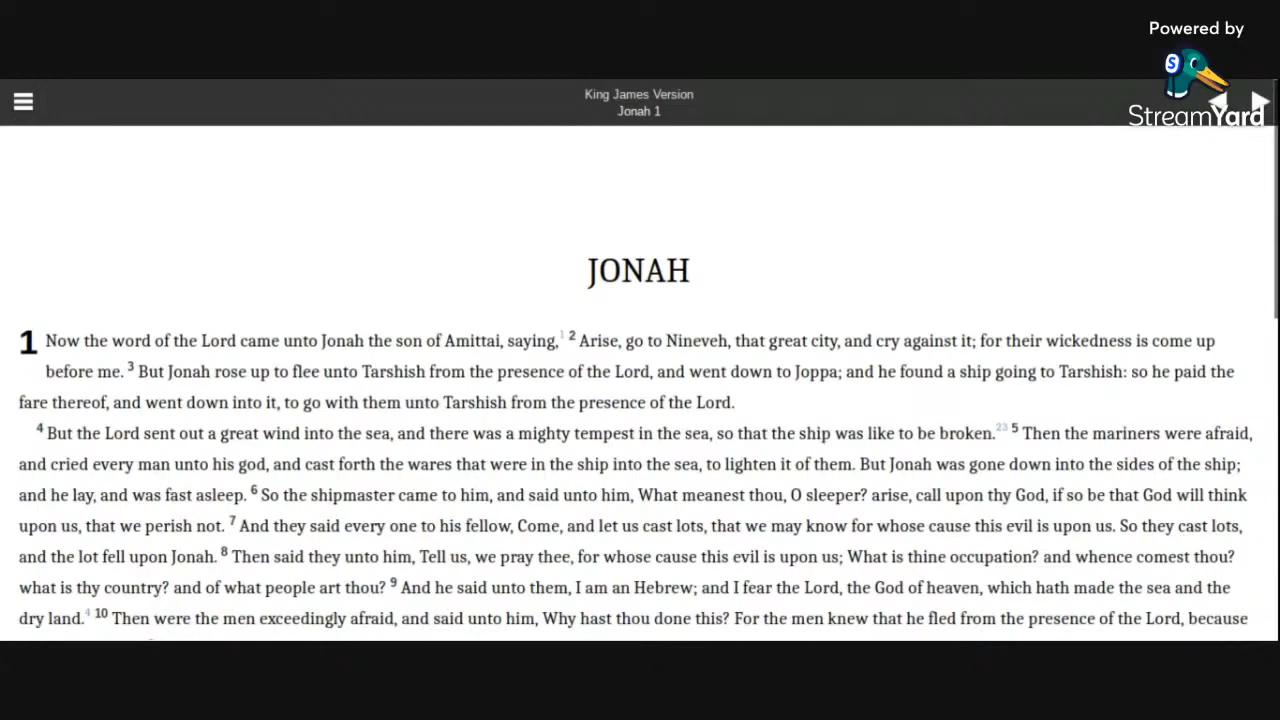 Powered by
S
StreamYard
King James Version
Jonah 1
JONAH
1 Now the word of the Lord came unto Jonah the son of Amittai, saying,1 2 Arise, go to Nineveh, that great city, and cry against it; for their wickedness is come up
before me. 3 But Jonah rose up to flee unto Tarshish from the presence of the Lord, and went down to Joppa; and he found a ship going to Tarshish: so he paid the
fare thereof, and went down into it, to go with them unto Tarshish from the presence of the Lord.
4 But the Lord sent out a great wind into the sea, and there was a mighty tempest in the sea, so that the ship was like to be broken.23 5 Then the mariners were afraid,
and cried every man unto his god, and cast forth the wares that were in the ship into the sea, to lighten it of them. But Jonah was gone down into the sides of the ship;
and he lay, and was fast asleep. 6 So the shipmaster came to him, and said unto him, What meanest thou, O sleeper? arise, call upon thy God, if so be that God will think
upon us, that we perish not. 7 And they said every one to his fellow, Come, and let us cast lots, that we may know for whose cause this evil is upon us. So they cast lots,
and the lot fell upon Jonah. 8 Then said they unto him, Tell us, we pray thee, for whose cause this evil is upon us; What is thine occupation? and whence comest thou?
what is thy country? and of what people art thou? 9 And he said unto them, I am an Hebrew; and I fear the Lord, the God of heaven, which hath made the sea and the
dry land.4 10 Then were the men exceedingly afraid, and said unto him, Why hast thou done this? For the men knew that he fled from the presence of the Lord, because